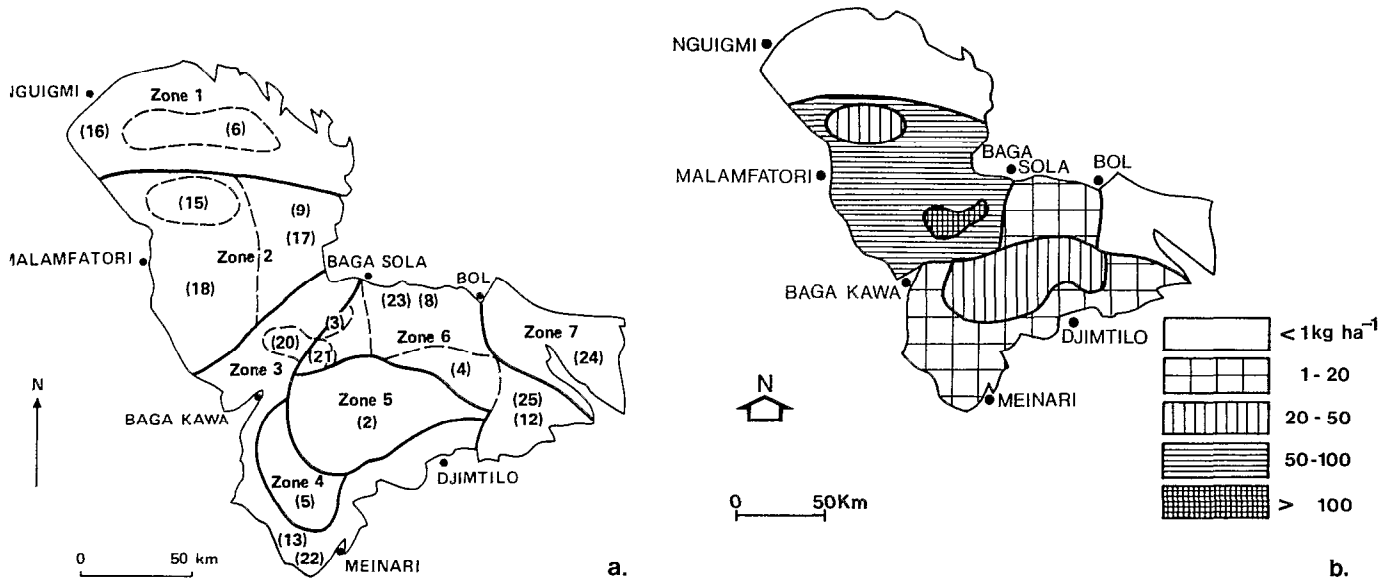 NGUIGMI
Zone 1
(16)
(6)
(15)
(9)
(17)
MALAMFATORI
Zone 2
(18)
BAGA SOLA
BOL
(23) (8)
(3)
(20)
(21)
Zone 6
Zone 7
(24)
Zone 3
(4)
N
BAGA KAWA
Zone 5
(2)
(25)
(12)
Zone 4
(5)
DJIMTILO
(13)
(22)
MEINARI
0 50 km
a.
NGUIGMI
BAGA
SOLA
BOL
MALAMFATORI
BAGA KAWA
DJIMTILO
MEINARI
N
0 50Km
< 1kg ha⁻¹
1 - 20
20 - 50
50-100
> 100
b.